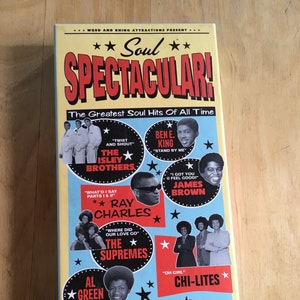 WORD AND RHINO ATTRACTIONS PRESENT
Soul
SPECTACULAR!
The Greatest Soul Hits Of All Time
"TWIST
AND SHOUT"
THE
ISLEY
BROTHERS
BEN E.
KING
"STAND BY ME"
"I GOT YOU
(I FEEL GOOD)"
JAMES
BROWN
"WHAT'D I SAY
PARTS I & II"
RAY
CHARLES
"WHERE DID
OUR LOVE GO"
THE
SUPREMES
"OH GIRL"
CHI-LITES
AL
GREEN